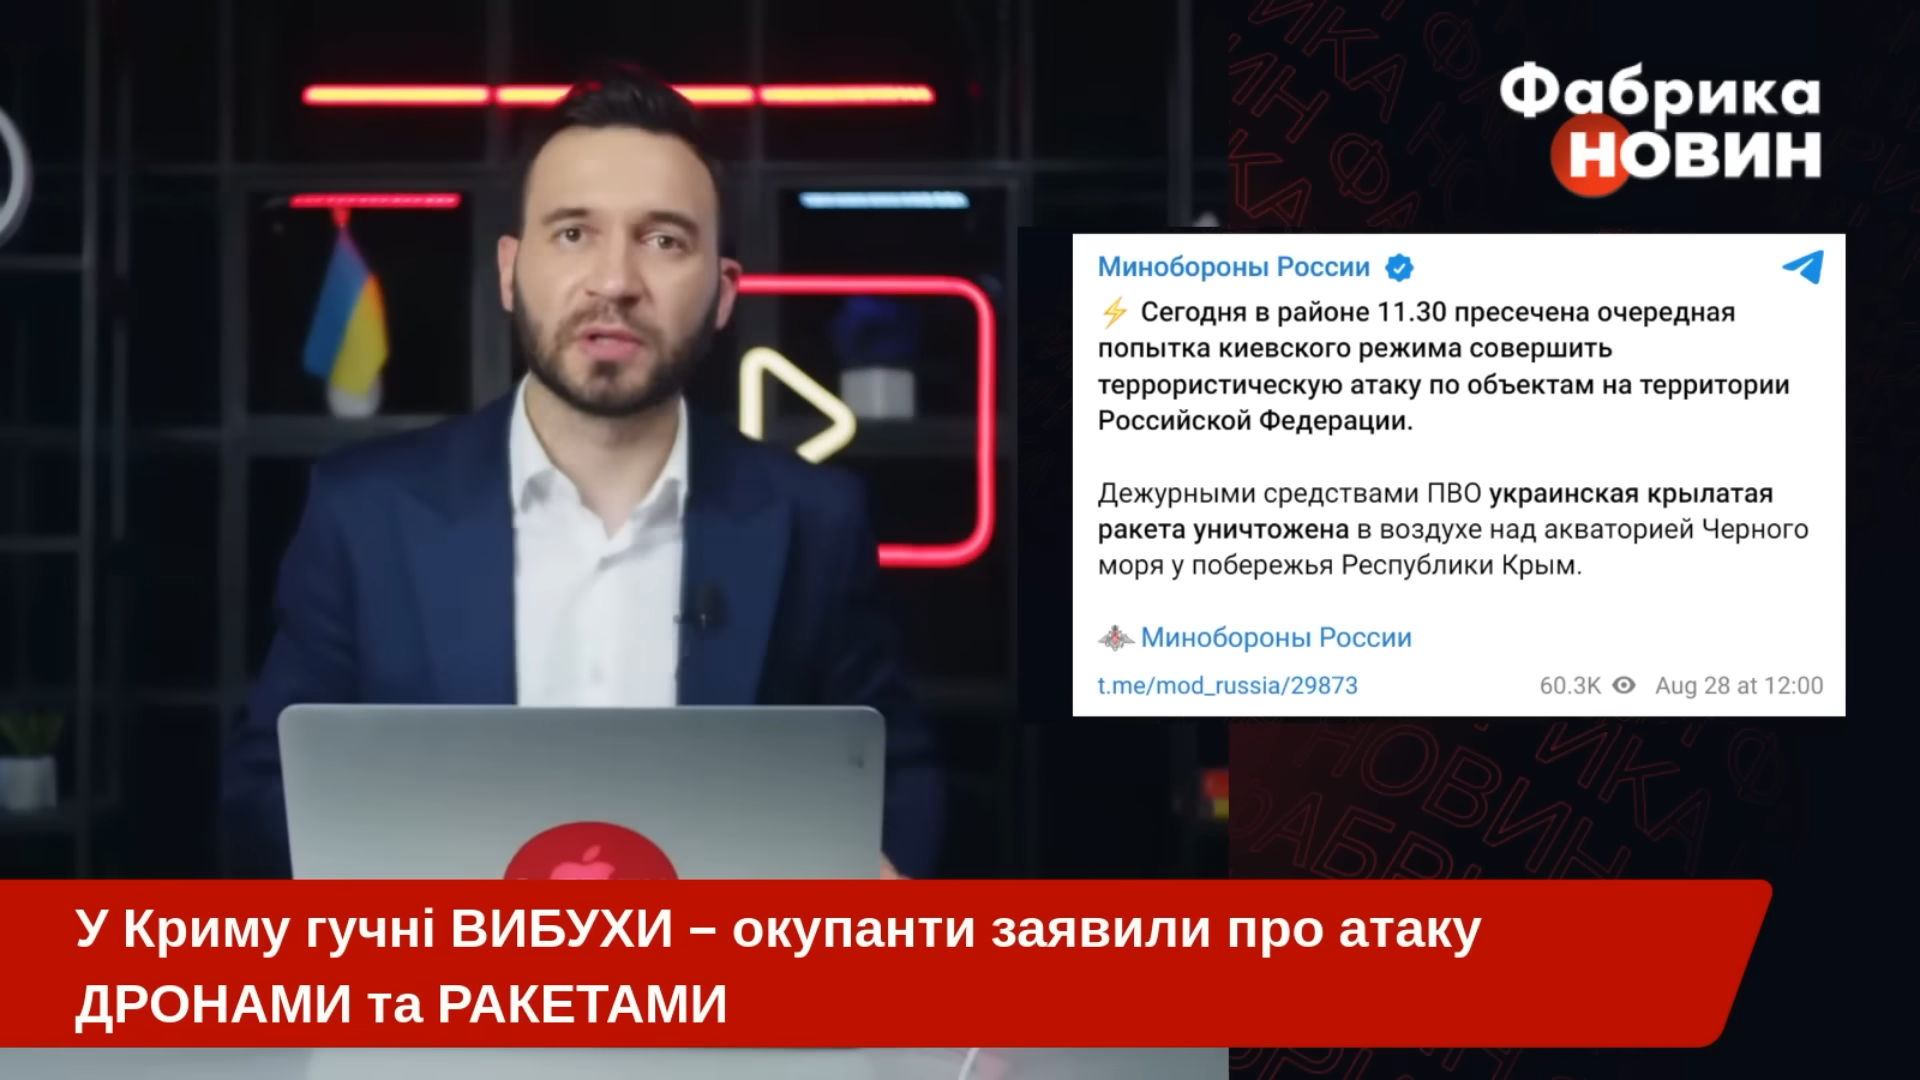 Фабрика
НОВИН
Минобороны России
⚡ Сегодня в районе 11.30 пресечена очередная
попытка киевского режима совершить
террористическую атаку по объектам на территории
Российской Федерации.
Дежурными средствами ПВО украинская крылатая
ракета уничтожена в воздухе над акваторией Черного
моря у побережья Республики Крым.
Минобороны России
t.me/mod_russia/29873
60.3K Aug 28 at 12:00
У Криму гучні ВИБУХИ – окупанти заявили про атаку
ДРОНАМИ та РАКЕТАМИ